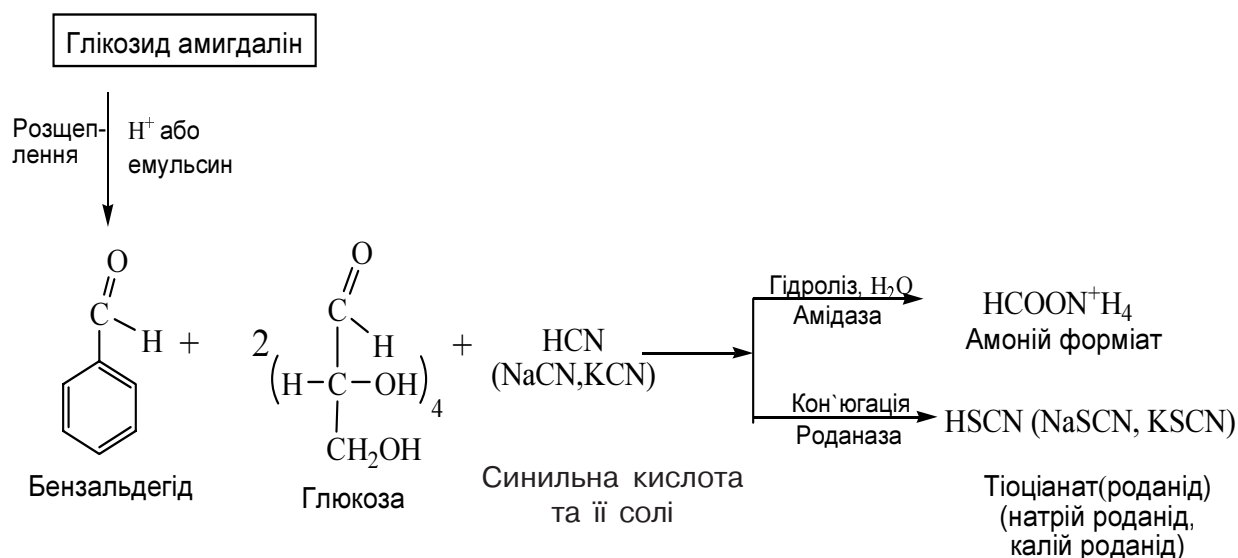 Глікозид амигдалін
Розщеп-
лення
H⁺ або
емульсин
O
C
H
+
2
O
C
H
(H–C–OH)₄
CH₂OH
+
HCN
(NaCN,KCN)
Гідроліз, H₂O
Амідаза
HCOON⁺H₄
Амоній форміат
Кон`югація
Роданаза
HSCN (NaSCN, KSCN)
Бензальдегід
Глюкоза
Синильна кислота
та її солі
Тіоціанат(роданід)
(натрій роданід,
калій роданід)